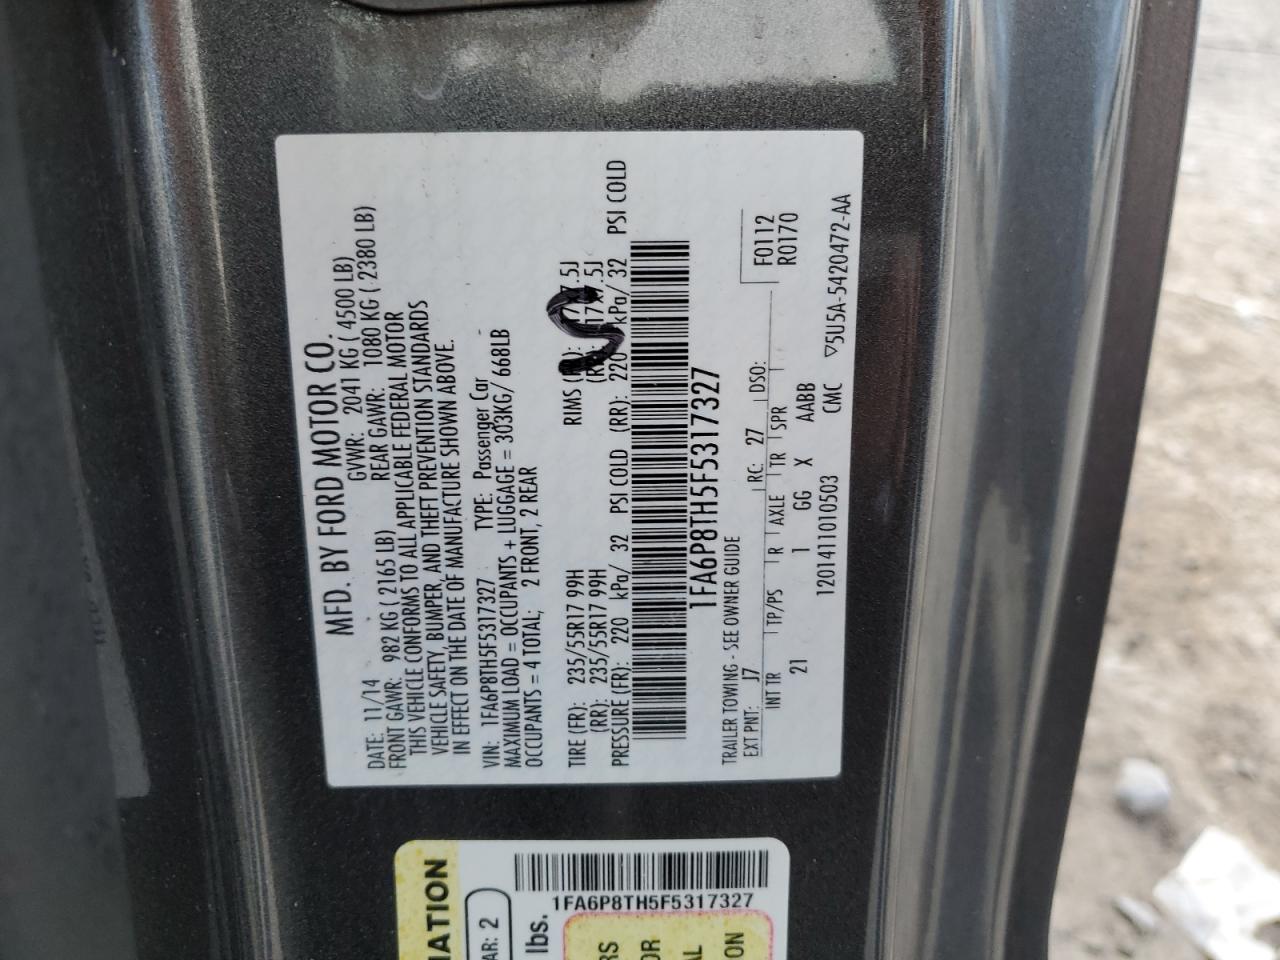 MFD. BY FORD MOTOR CO.
DATE: 11/14 GVWR: 2041 KG ( 4500 LB)
FRONT GAWR: 982 KG ( 2165 LB) REAR GAWR: 1080 KG ( 2380 LB)
THIS VEHICLE CONFORMS TO ALL APPLICABLE FEDERAL MOTOR
VEHICLE SAFETY, BUMPER, AND THEFT PREVENTION STANDARDS
IN EFFECT ON THE DATE OF MANUFACTURE SHOWN ABOVE.
VIN: 1FA6P8TH5F5317327 TYPE: Passenger Car
MAXIMUM LOAD = OCCUPANTS + LUGGAGE = 303KG/ 668LB
OCCUPANTS = 4 TOTAL; 2 FRONT, 2 REAR
TIRE (FR): 235/55R17 99H RIMS
(RR): 235/55R17 99H
PRESSURE (FR): 220 kPa/ 32 PSI COLD (RR): 220 kPa/ 32 PSI COLD
1FA6P8TH5F5317327
TRAILER TOWING - SEE OWNER GUIDE
EXT PNT: J7 RC: 27 DSO: F0112
R0170
INT TR TP/PS R AXLE TR SPR
21 1 GG X AABB
1201411010503 CMC ▽5U5A-5420472-AA
1FA6P8TH5F5317327
lbs.